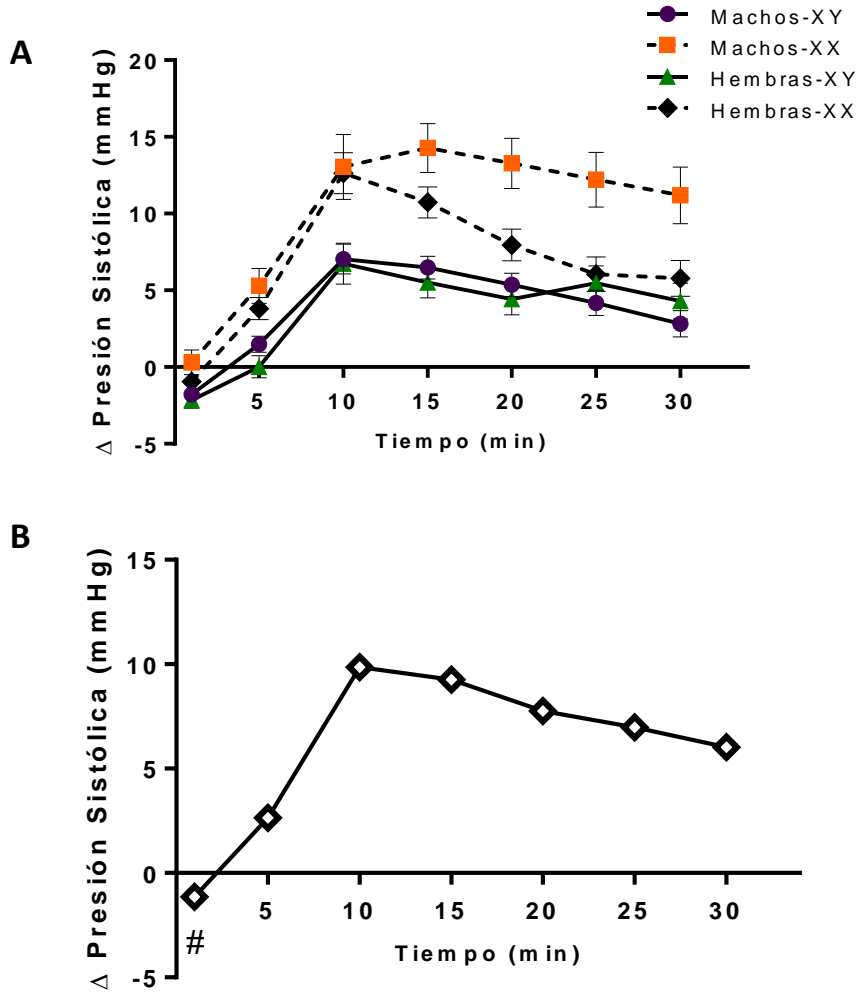 Machos-XY
Machos-XX
Hembras-XY
Hembras-XX
A
Δ Presión Sistólica (mmHg)
20
15
10
5
0
-5
5 10 15 20 25 30
Tiempo (min)
B
Δ Presión Sistólica (mmHg)
15
10
5
0
-5
5 10 15 20 25 30
#
Tiempo (min)